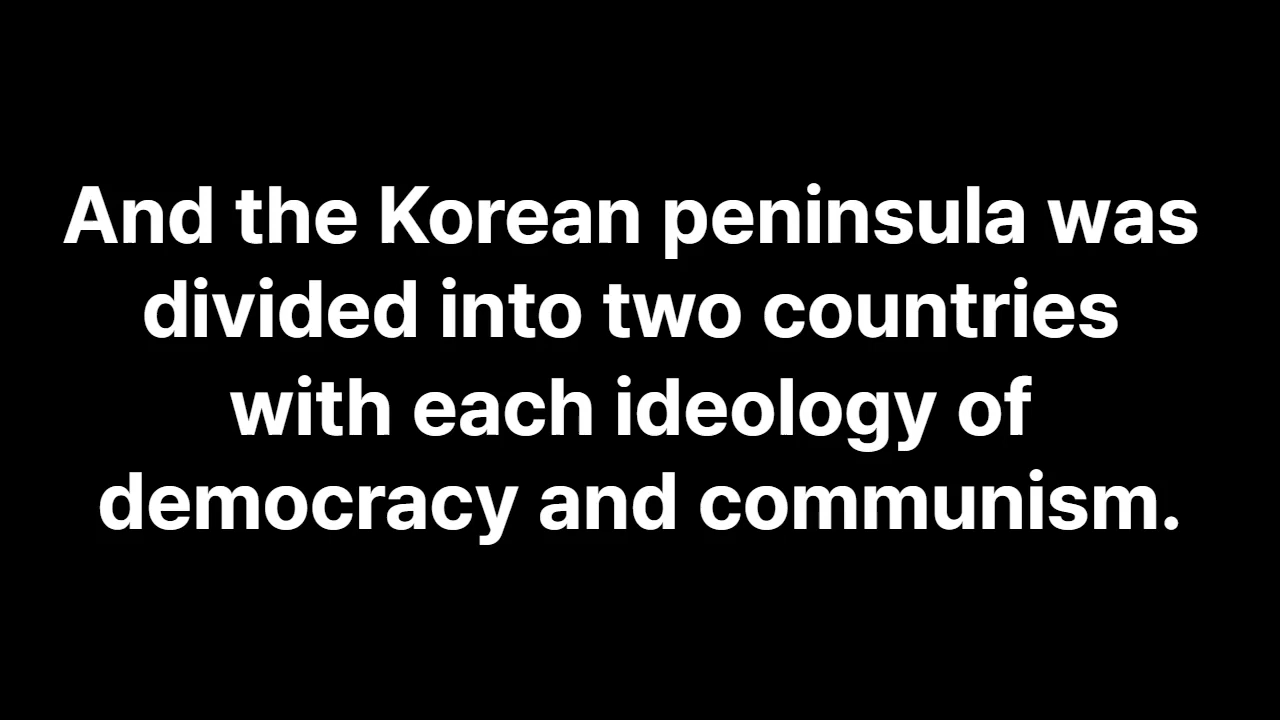 And the Korean peninsula was
divided into two countries
with each ideology of
democracy and communism.